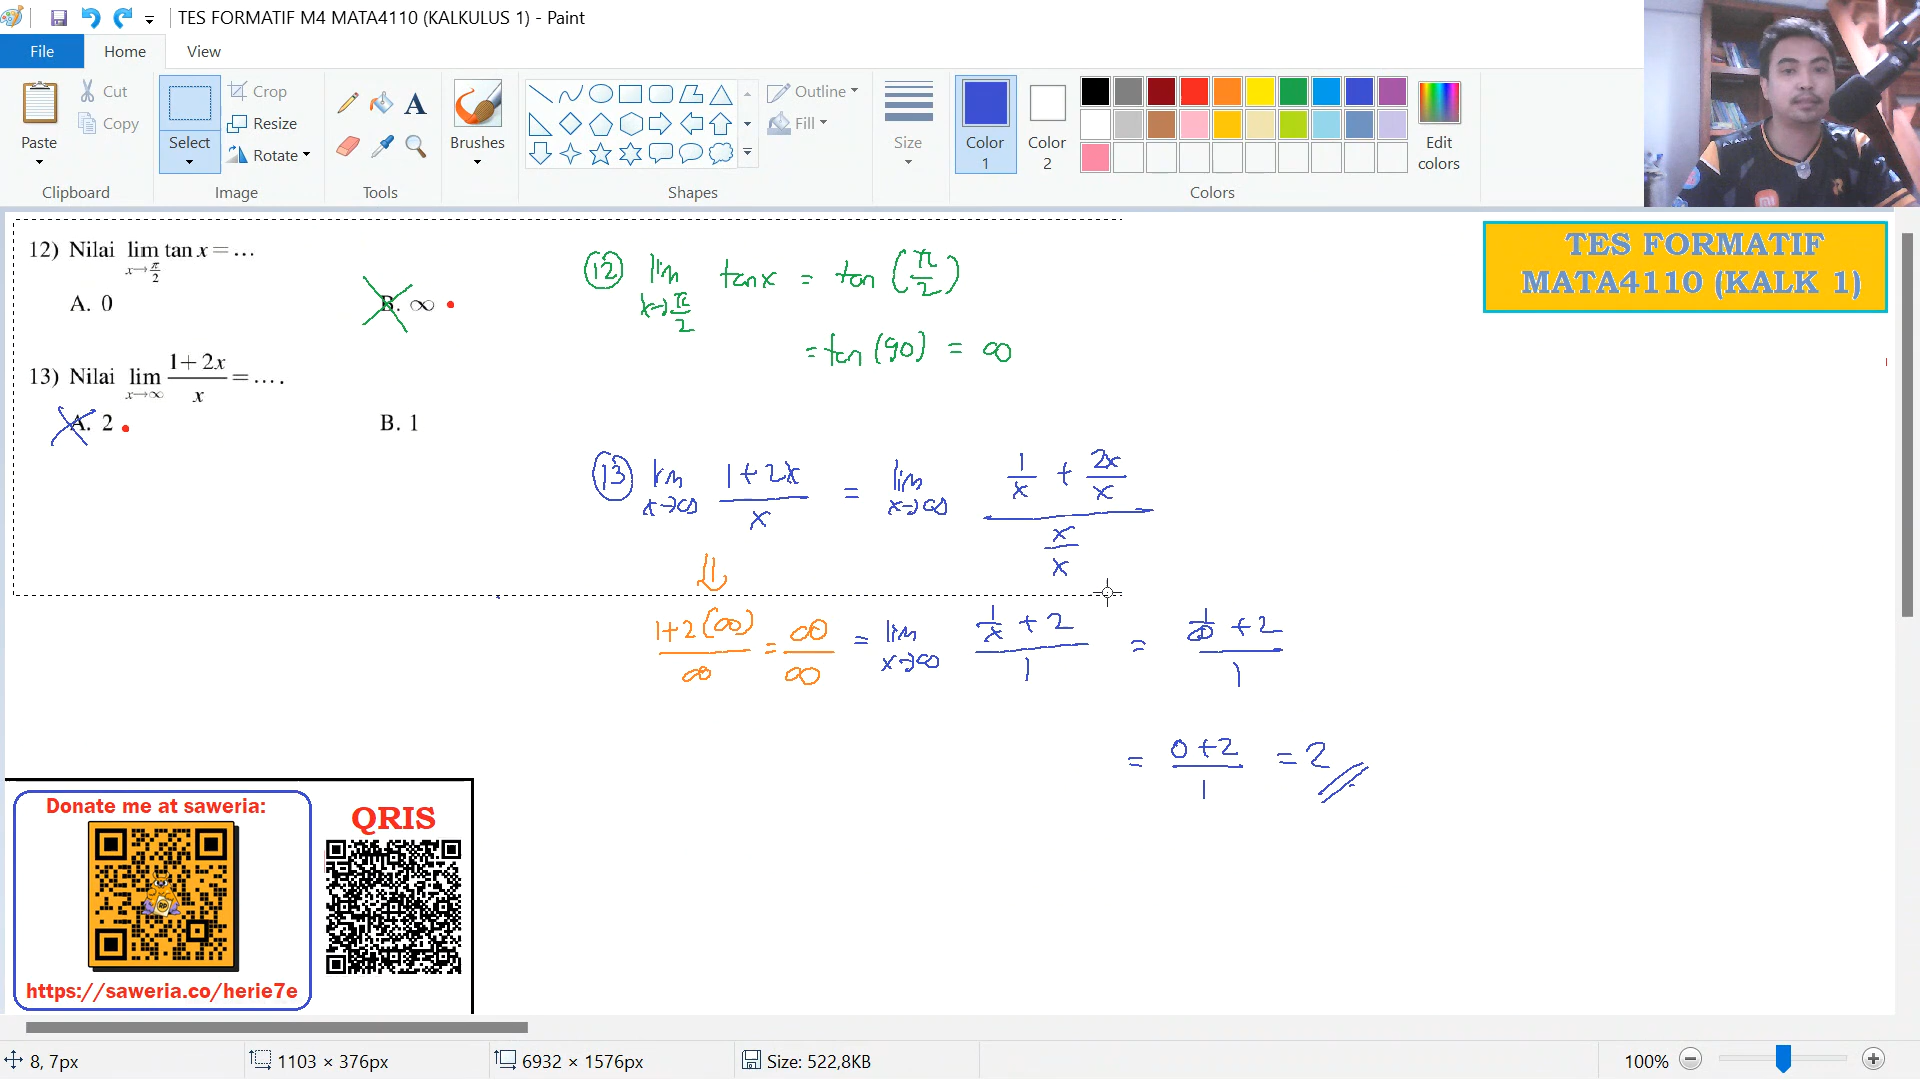 TES FORMATIF M4 MATA4110 (KALKULUS 1) - Paint
File Home View
Paste
Cut
Copy
Clipboard
Select
Crop
Resize
Rotate
Image
Tools
A
Brushes
Shapes
Outline
Fill
Size
Color 1
Color 2
Edit colors
Colors
TES FORMATIF
MATA4110 (KALK 1)
12) Nilai lim x→π/2 tan x = …
A. 0 B. ∞
13) Nilai lim x→∞ (1 + 2x)/x = ….
A. 2 B. 1
12 lim x→π/2 tan x = tan (π/2)
= tan (90) = ∞
13 lim x→∞ (1+2x)/x = lim x→∞ (1/x + 2x/x)/(x/x)
(1+2(∞))/∞ = ∞/∞ = lim x→∞ (1/x + 2)/1 = (1/∞ + 2)/1
= (0+2)/1 = 2
Donate me at saweria:
https://saweria.co/herie7e
QRIS
8, 7px
1103 × 376px
6932 × 1576px
Size: 522,8KB
100%